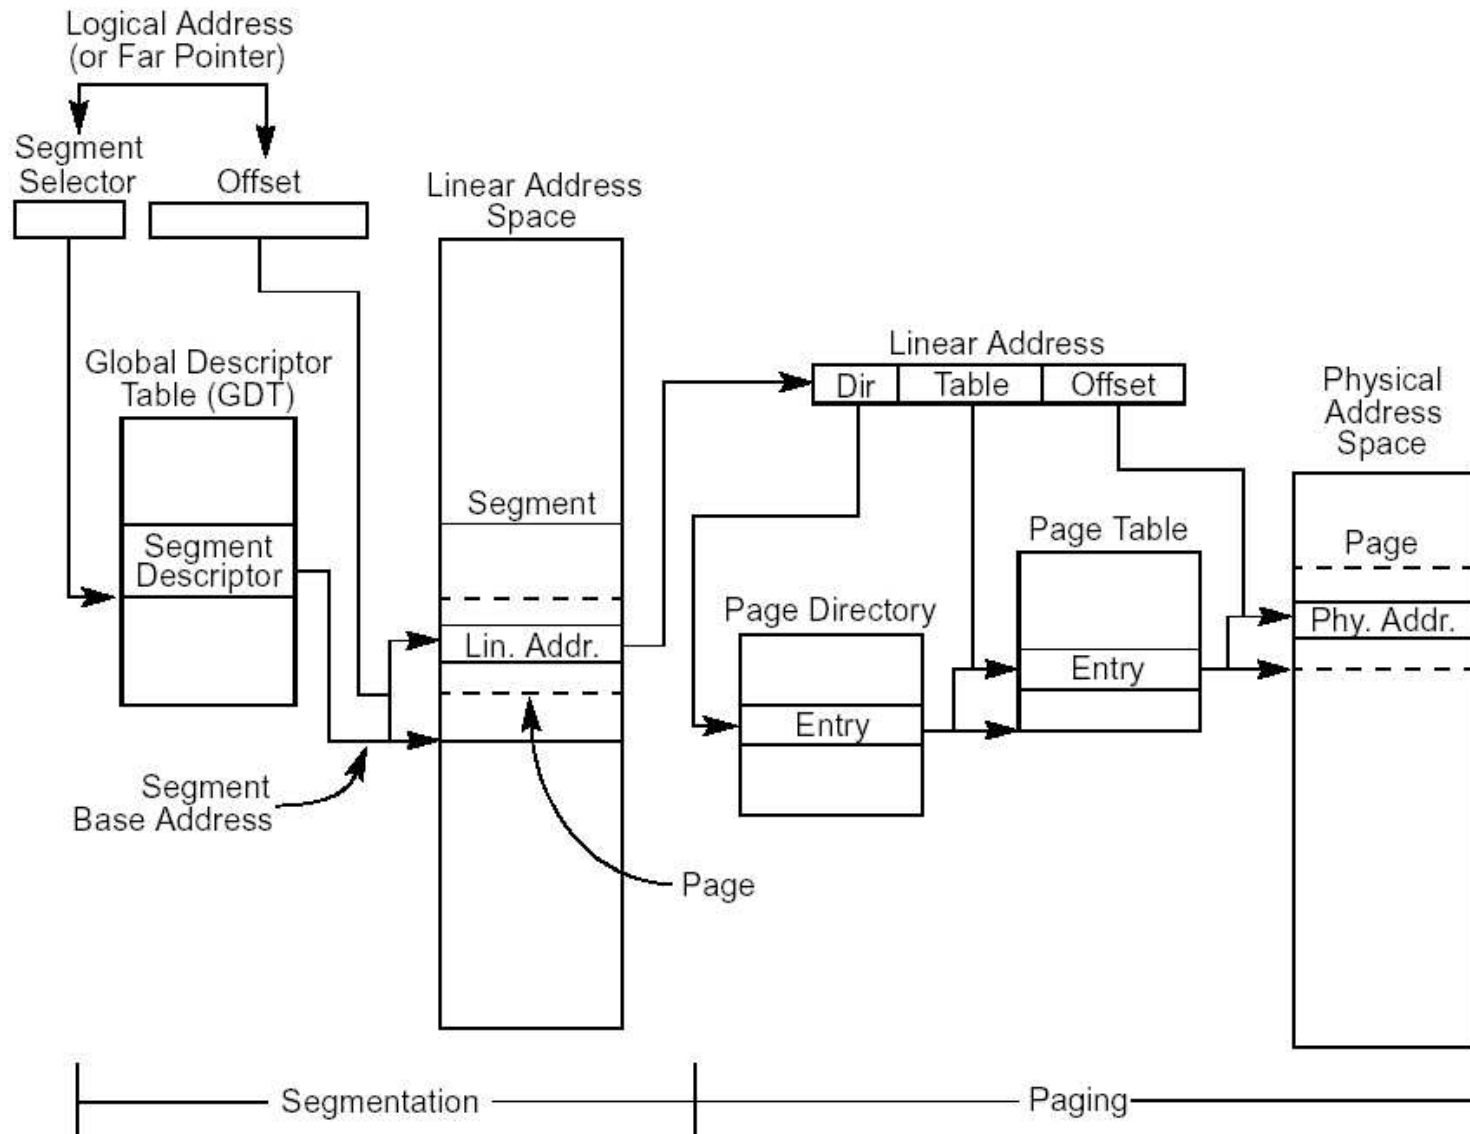 Logical Address
(or Far Pointer)
Segment
Selector
Offset
Linear Address
Space
Global Descriptor
Table (GDT)
Segment
Descriptor
Segment
Lin. Addr.
Segment
Base Address
Page
Linear Address
Dir Table Offset
Page Directory
Entry
Page Table
Entry
Physical
Address
Space
Page
Phy. Addr.
Segmentation
Paging